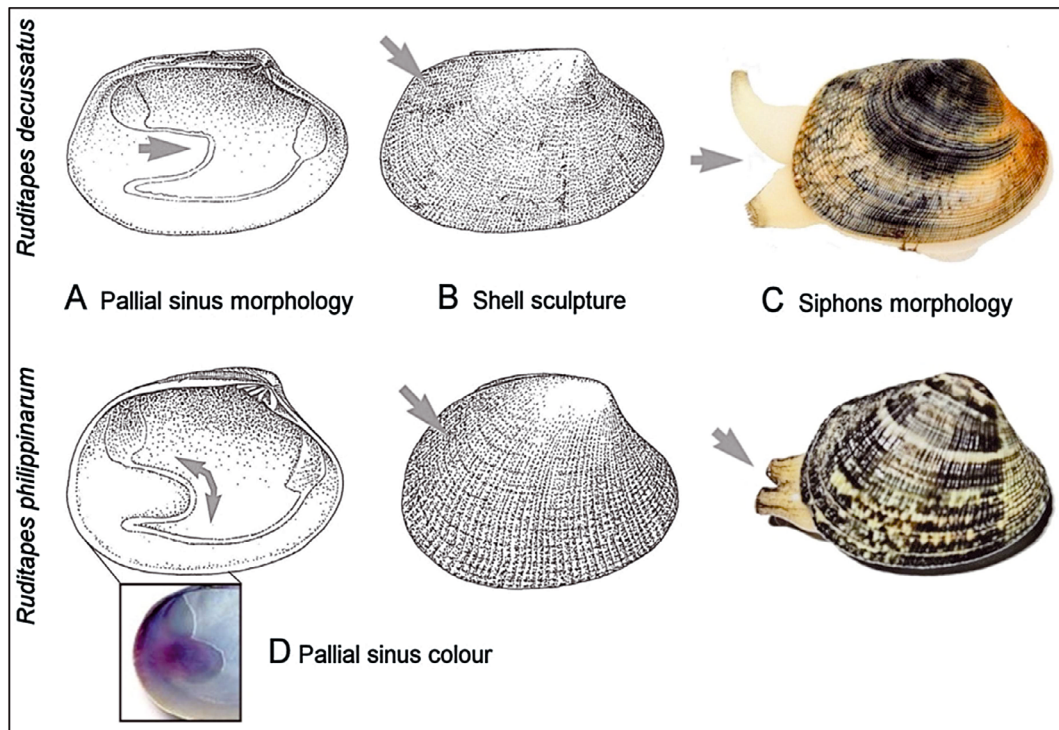 Ruditapes decussatus
A Pallial sinus morphology
B Shell sculpture
C Siphons morphology
Ruditapes philippinarum
D Pallial sinus colour